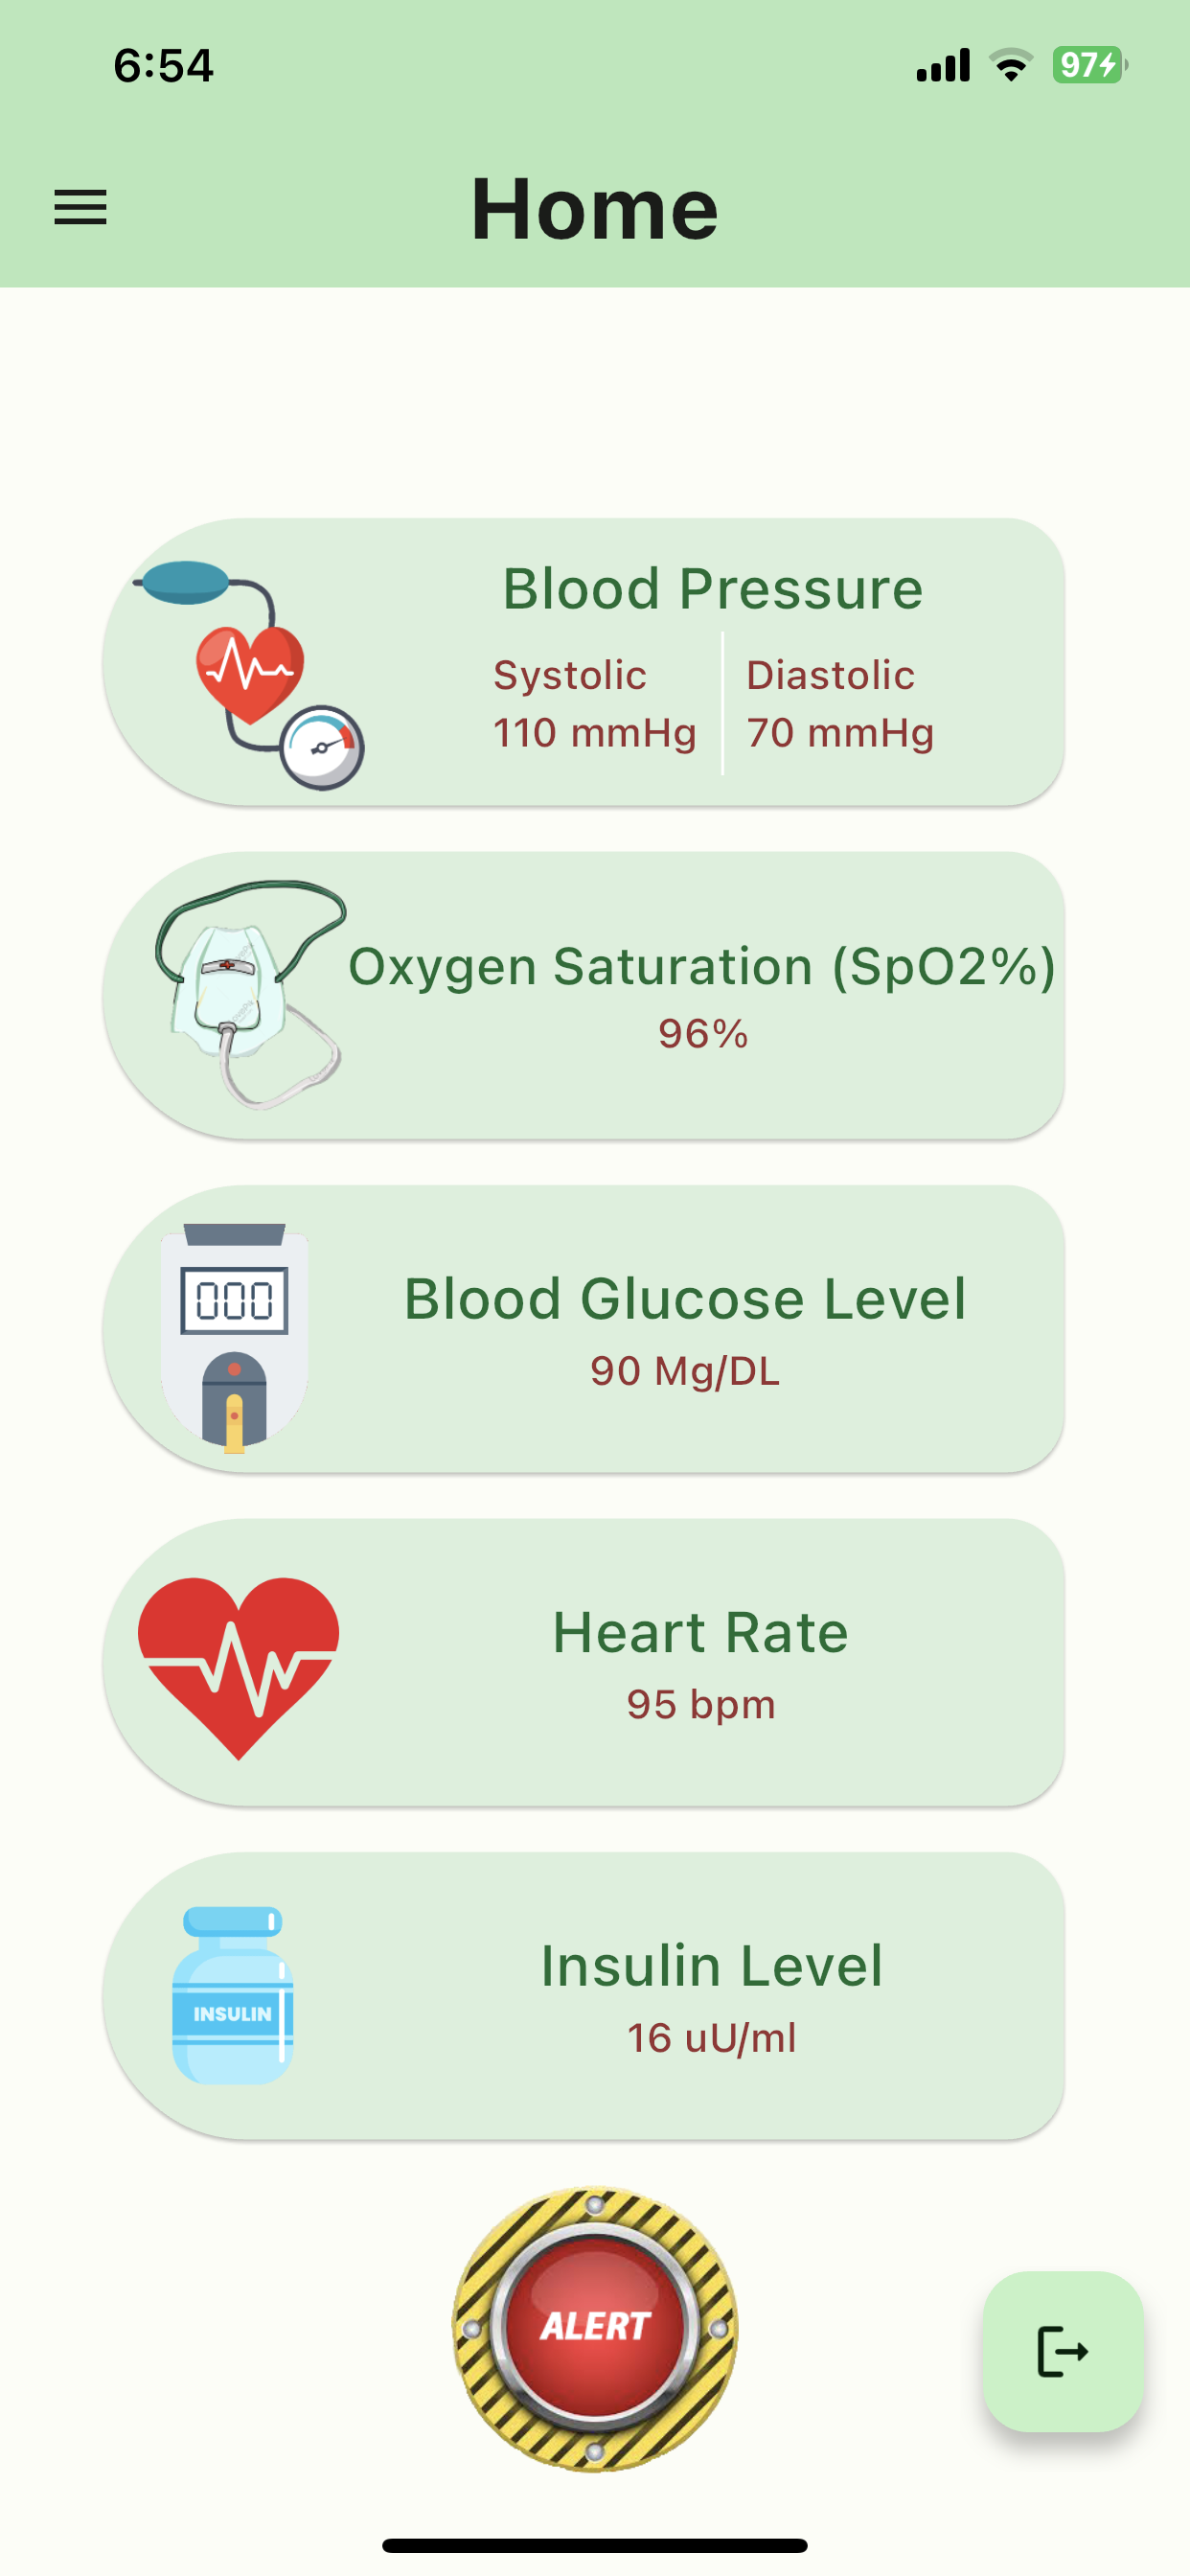 6:54
97
Home
Blood Pressure
Systolic
Diastolic
110 mmHg
70 mmHg
Oxygen Saturation (SpO2%)
96%
000
Blood Glucose Level
90 Mg/DL
Heart Rate
95 bpm
Insulin Level
INSULIN
16 uU/ml
ALERT